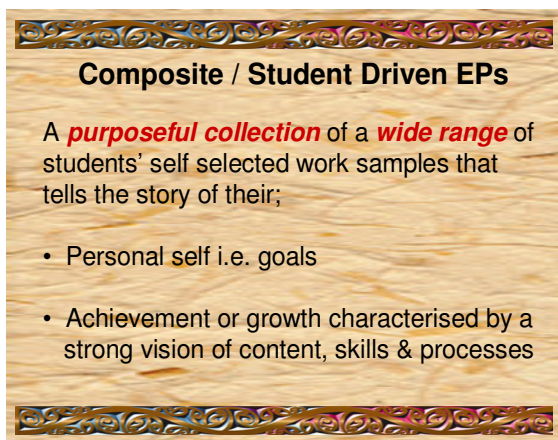 Composite / Student Driven EPs
A purposeful collection of a wide range of
students’ self selected work samples that
tells the story of their;
• Personal self i.e. goals
• Achievement or growth characterised by a
strong vision of content, skills & processes